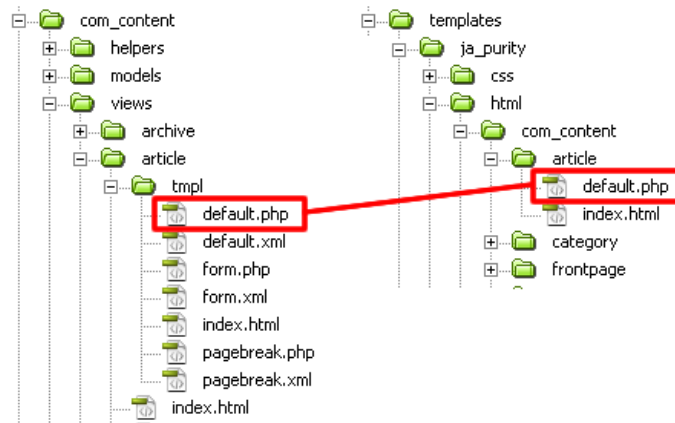 com_content
helpers
models
views
archive
article
tmpl
default.php
default.xml
form.php
form.xml
index.html
pagebreak.php
pagebreak.xml
index.html
templates
ja_purity
css
html
com_content
article
default.php
index.html
category
frontpage